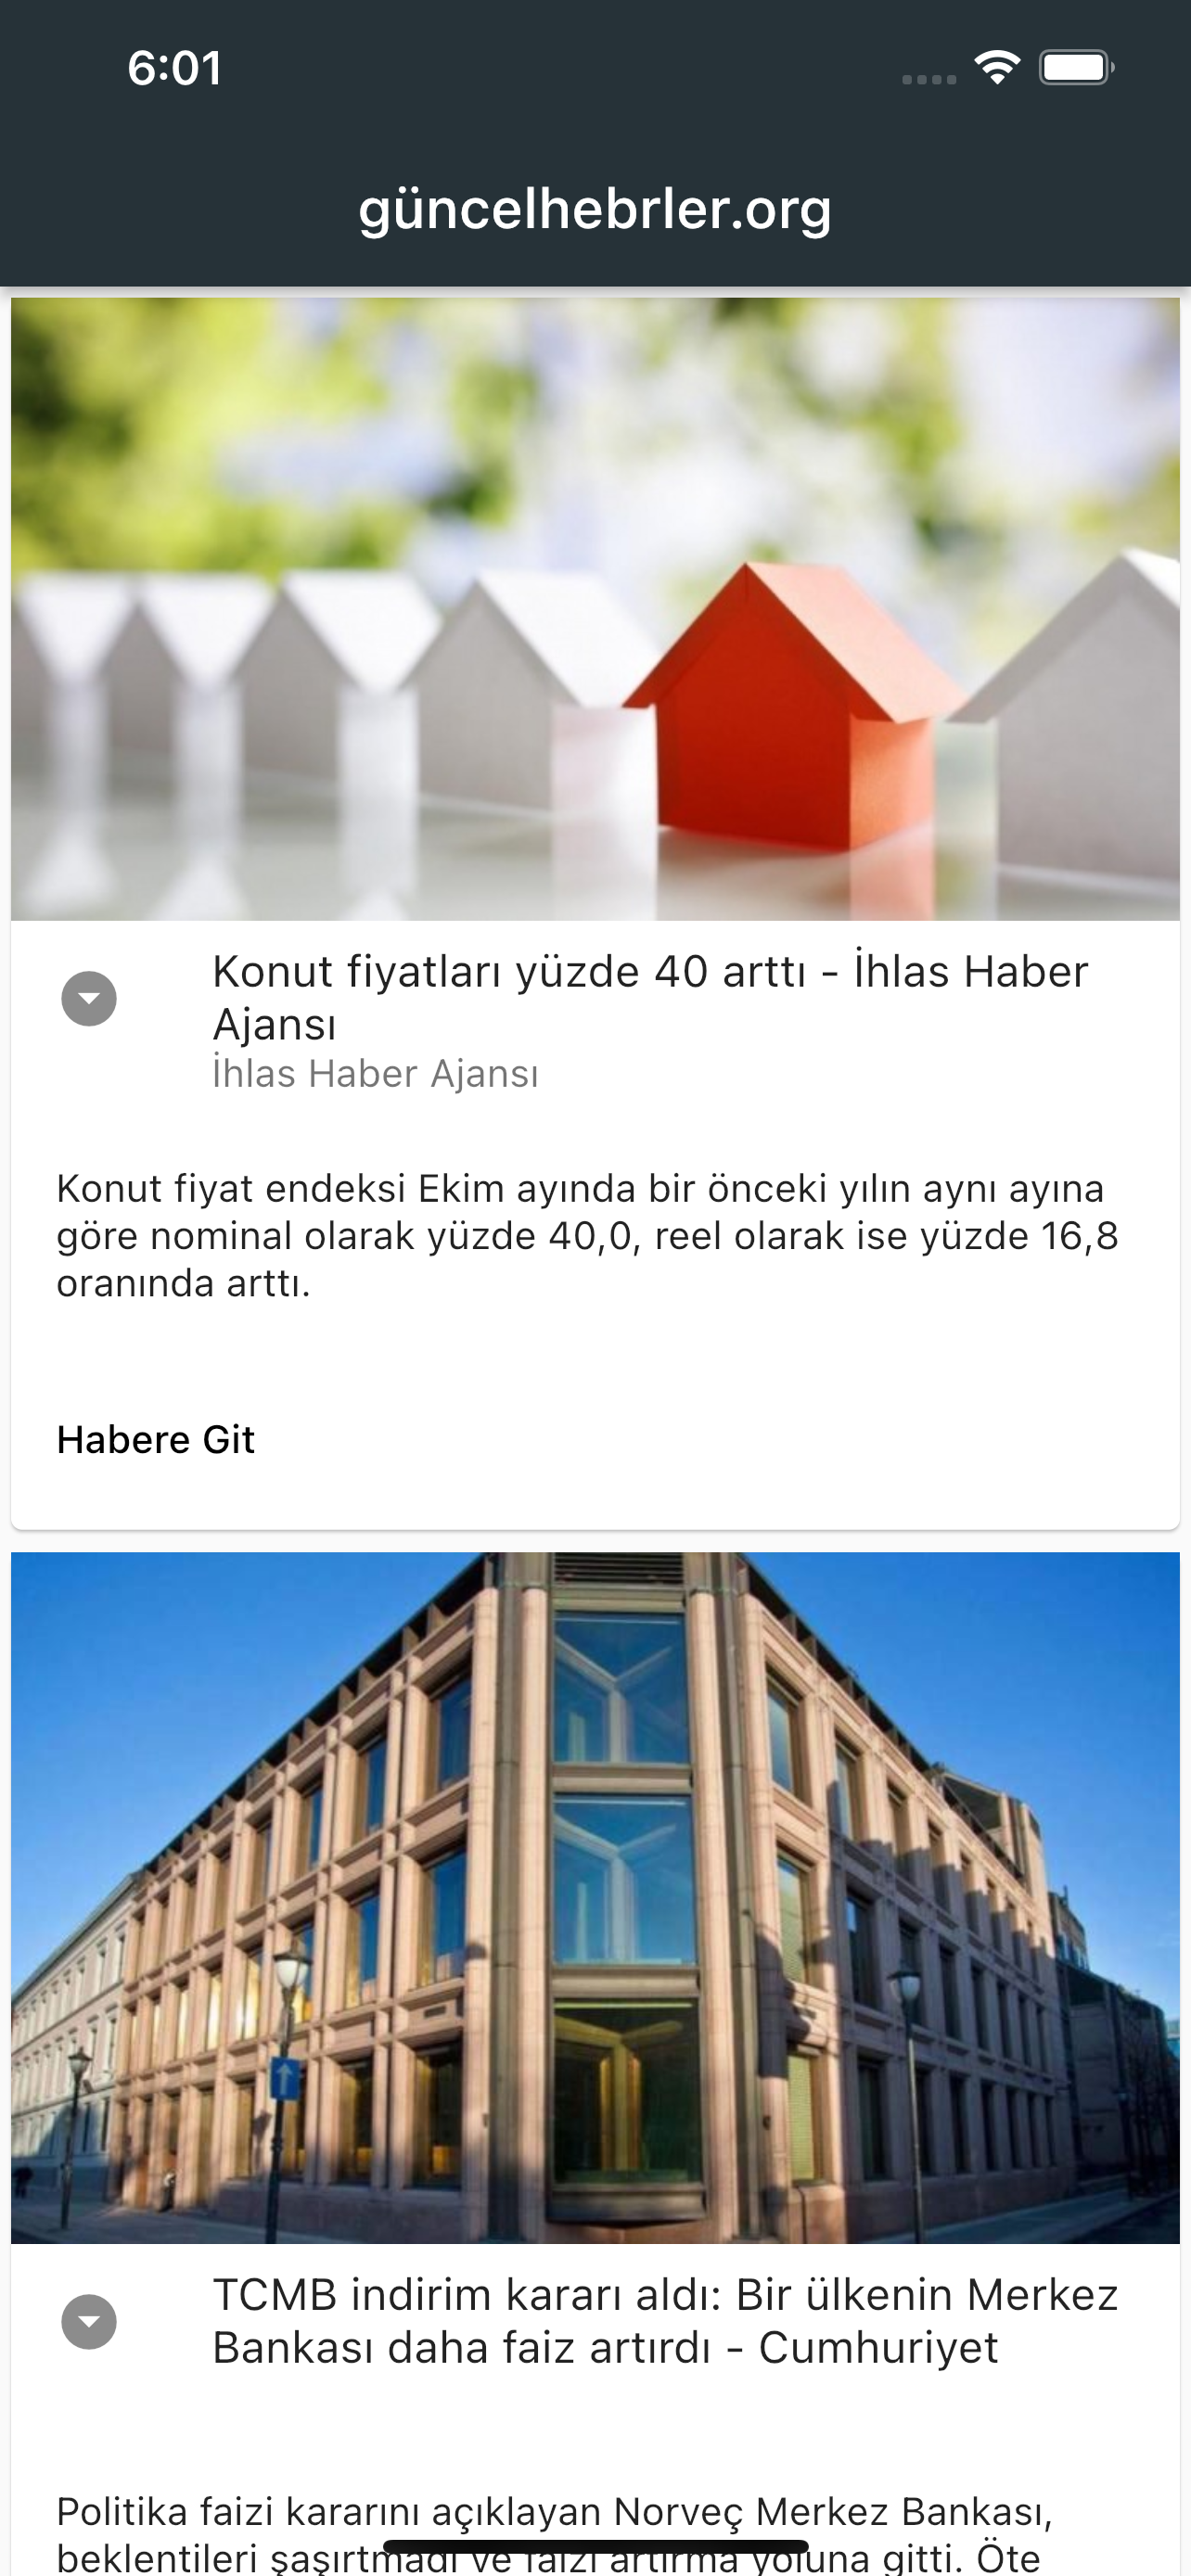 6:01
güncelhebrler.org
Konut fiyatları yüzde 40 arttı - İhlas Haber
Ajansı
İhlas Haber Ajansı
Konut fiyat endeksi Ekim ayında bir önceki yılın aynı ayına
göre nominal olarak yüzde 40,0, reel olarak ise yüzde 16,8
oranında arttı.
Habere Git
TCMB indirim kararı aldı: Bir ülkenin Merkez
Bankası daha faiz artırdı - Cumhuriyet
Politika faizi kararını açıklayan Norveç Merkez Bankası,
beklentileri şaşırtmadı ve faizi artırma yoluna gitti. Öte